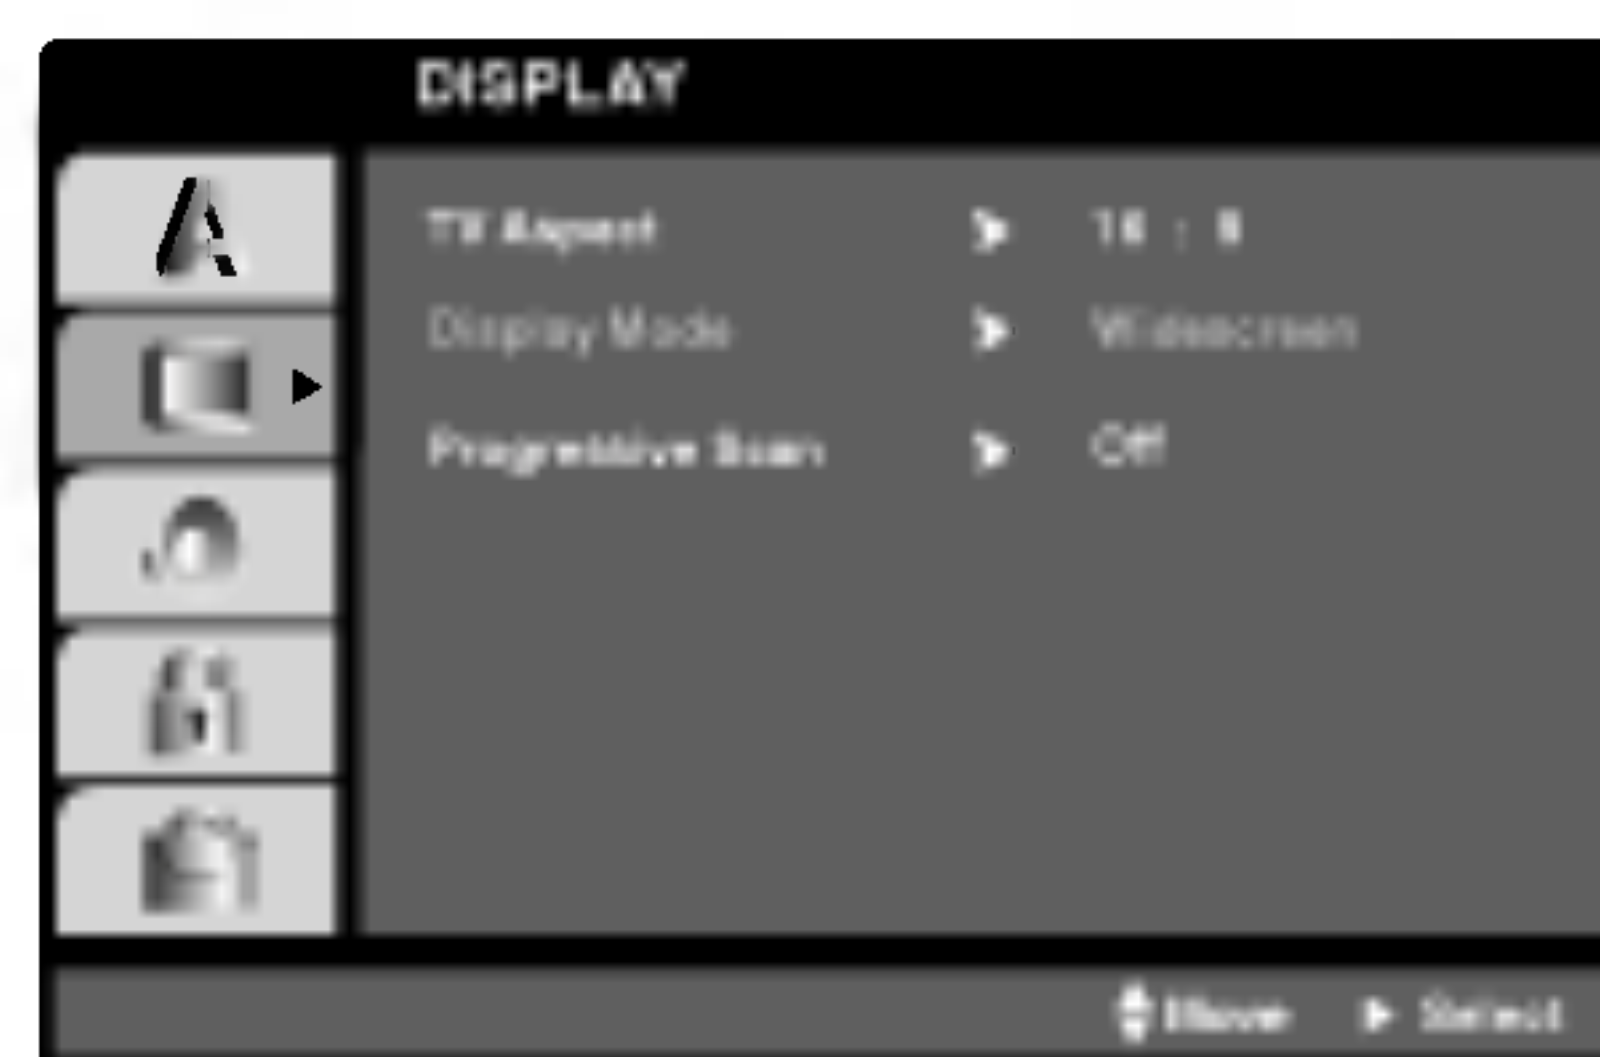 DISPLAY
A
TV Aspect 16 : 9
Display Mode Widescreen
Progressive Scan Off
Move Select